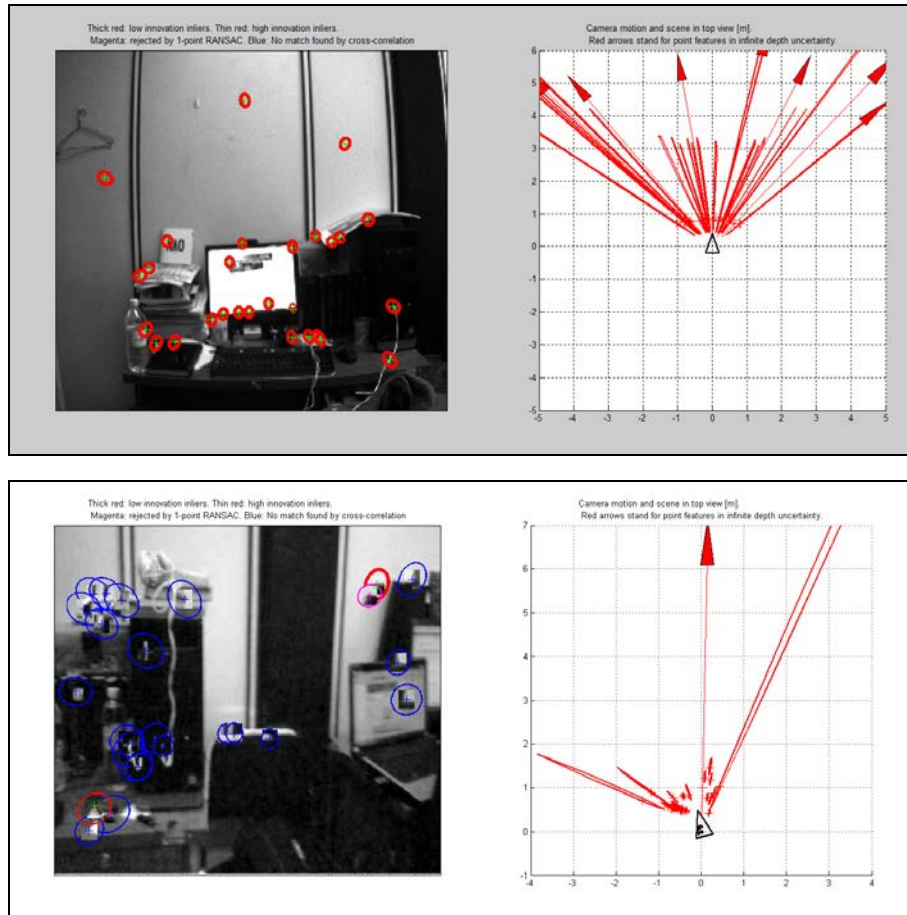 Thick red: low innovation inliers. Thin red: high innovation inliers.
Magenta: rejected by 1-point RANSAC. Blue: No match found by cross-correlation
Camera motion and scene in top view [m].
Red arrows stand for point features in infinite depth uncertainty.
6
5
4
3
2
1
0
-1
-2
-3
-4
-5
-5 -4 -3 -2 -1 0 1 2 3 4 5
Thick red: low innovation inliers. Thin red: high innovation inliers.
Magenta: rejected by 1-point RANSAC. Blue: No match found by cross-correlation
Camera motion and scene in top view [m].
Red arrows stand for point features in infinite depth uncertainty.
7
6
5
4
3
2
1
0
-1
-4 -3 -2 -1 0 1 2 3 4